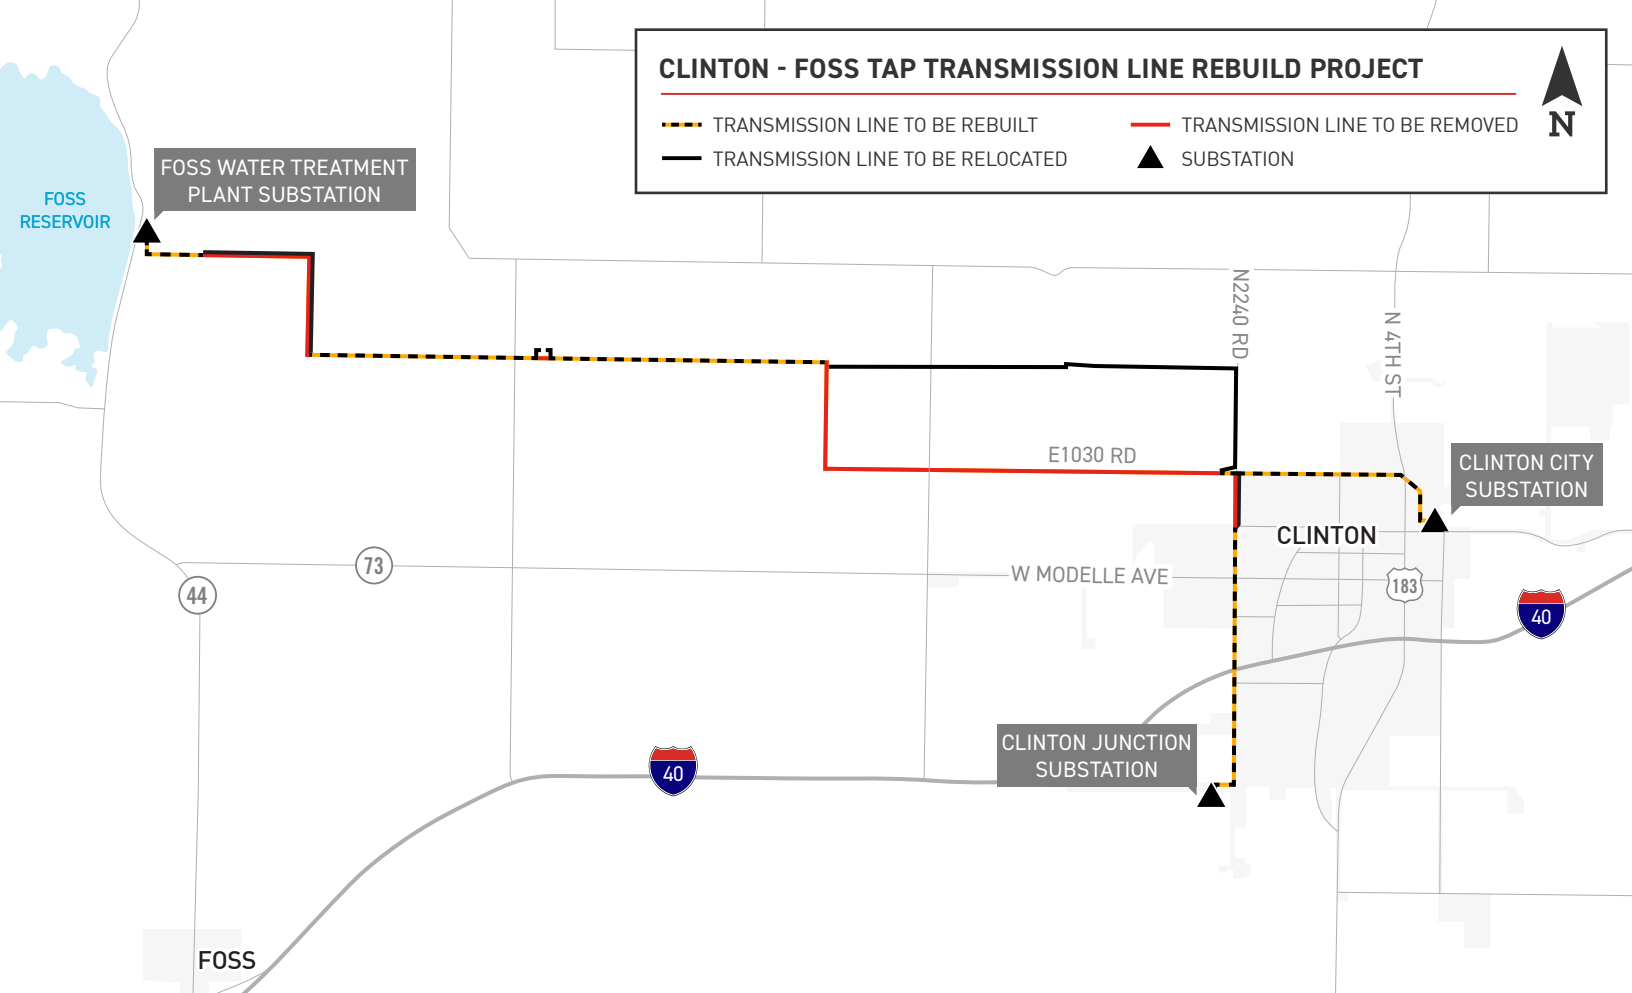 CLINTON - FOSS TAP TRANSMISSION LINE REBUILD PROJECT
TRANSMISSION LINE TO BE REBUILT
TRANSMISSION LINE TO BE REMOVED
TRANSMISSION LINE TO BE RELOCATED
SUBSTATION
N
FOSS WATER TREATMENT
PLANT SUBSTATION
FOSS
RESERVOIR
N2240 RD
N 4TH ST
E1030 RD
CLINTON CITY
SUBSTATION
CLINTON
73
W MODELLE AVE
183
44
40
CLINTON JUNCTION
SUBSTATION
40
FOSS